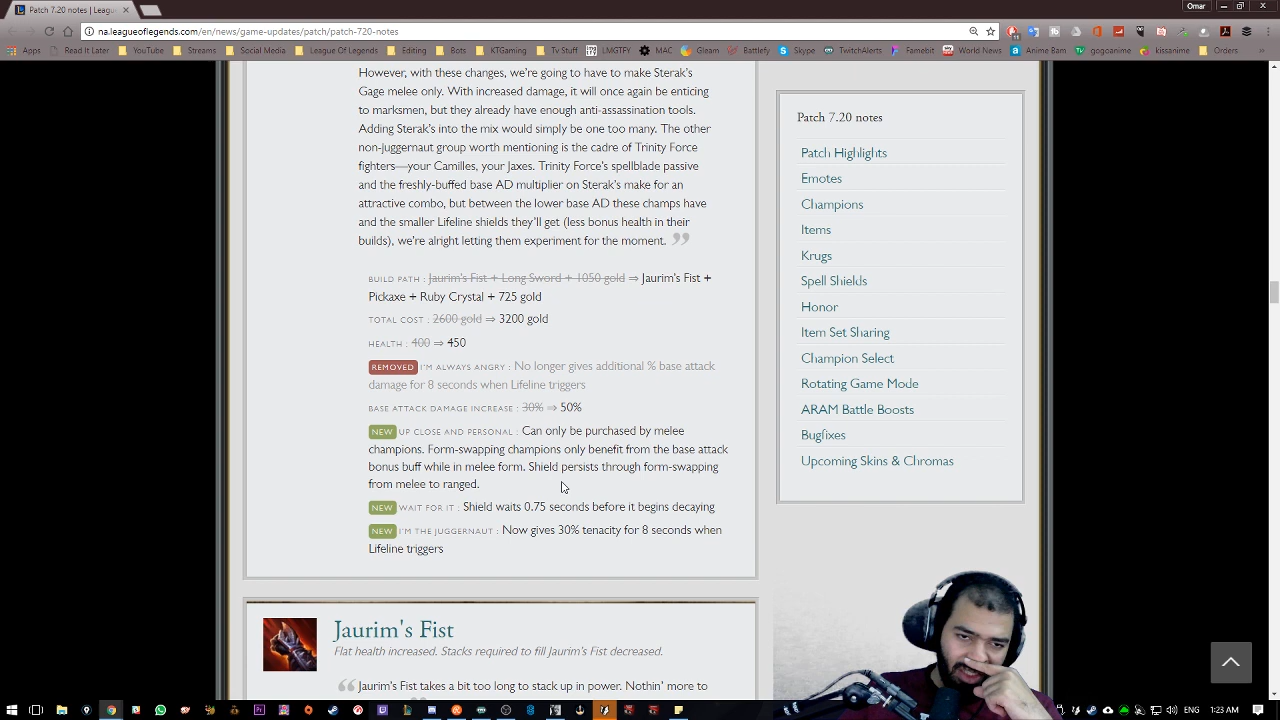 Patch 7.20 notes | Leagu
Omar
na.leagueoflegends.com/en/news/game-updates/patch/patch-720-notes
Apps Read It Later YouTube Streams Social Media League Of Legends Editing Bots KTGaming Tv Stuff LMGTFY MAC Gleam Battlefy Skype TwitchAlerts Famebit World News Anime Bam gogoanime kissanime Orders
However, with these changes, we're going to have to make Sterak's
Gage melee only. With increased damage, it will once again be enticing
to marksmen, but they already have enough anti-assassination tools.
Adding Sterak's into the mix would simply be one too many. The other
non-juggernaut group worth mentioning is the cadre of Trinity Force
fighters—your Camilles, your Jaxes. Trinity Force's spellblade passive
and the freshly-buffed base AD multiplier on Sterak's make for an
attractive combo, but between the lower base AD these champs have
and the smaller Lifeline shields they'll get (less bonus health in their
builds), we're alright letting them experiment for the moment. ”
BUILD PATH : Jaurim's Fist + Long Sword + 1050 gold ⇒ Jaurim's Fist +
Pickaxe + Ruby Crystal + 725 gold
TOTAL COST : 2600 gold ⇒ 3200 gold
HEALTH : 400 ⇒ 450
REMOVED I'M ALWAYS ANGRY : No longer gives additional % base attack
damage for 8 seconds when Lifeline triggers
BASE ATTACK DAMAGE INCREASE : 30% ⇒ 50%
NEW UP CLOSE AND PERSONAL : Can only be purchased by melee
champions. Form-swapping champions only benefit from the base attack
bonus buff while in melee form. Shield persists through form-swapping
from melee to ranged.
NEW WAIT FOR IT : Shield waits 0.75 seconds before it begins decaying
NEW I'M THE JUGGERNAUT : Now gives 30% tenacity for 8 seconds when
Lifeline triggers
Jaurim's Fist
Flat health increased. Stacks required to fill Jaurim's Fist decreased.
“ Jaurim's Fist takes a bit too long to stack up in power. Nothin' more to
Patch 7.20 notes
Patch Highlights
Emotes
Champions
Items
Krugs
Spell Shields
Honor
Item Set Sharing
Champion Select
Rotating Game Mode
ARAM Battle Boosts
Bugfixes
Upcoming Skins & Chromas
1:23 AM